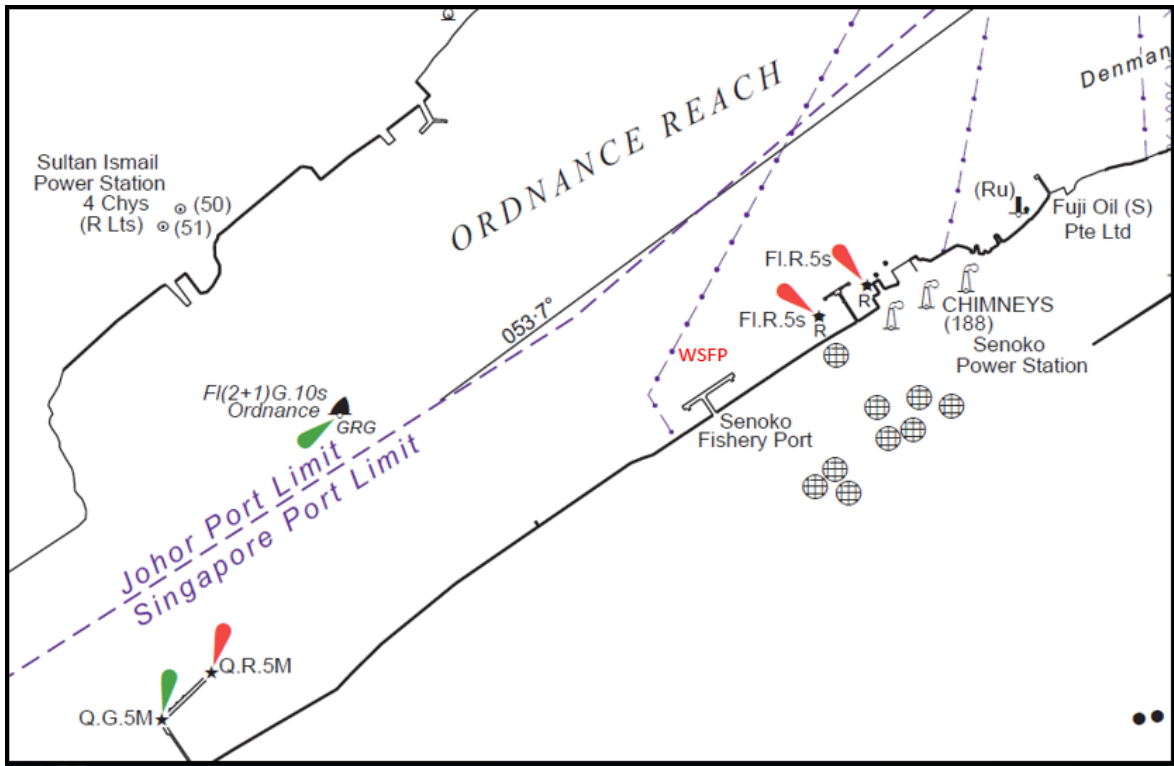 Q
Denman
ORDNANCE REACH
Sultan Ismail
Power Station
4 Chys
(R Lts)
(50)
(51)
(Ru)
Fuji Oil (S)
Pte Ltd
Fl.R.5s
R
Fl.R.5s
R
CHIMNEYS
(188)
Senoko
Power Station
053·7°
WSFP
Fl(2+1)G.10s
Ordnance
GRG
Senoko
Fishery Port
Johor Port Limit
Singapore Port Limit
Q.R.5M
Q.G.5M